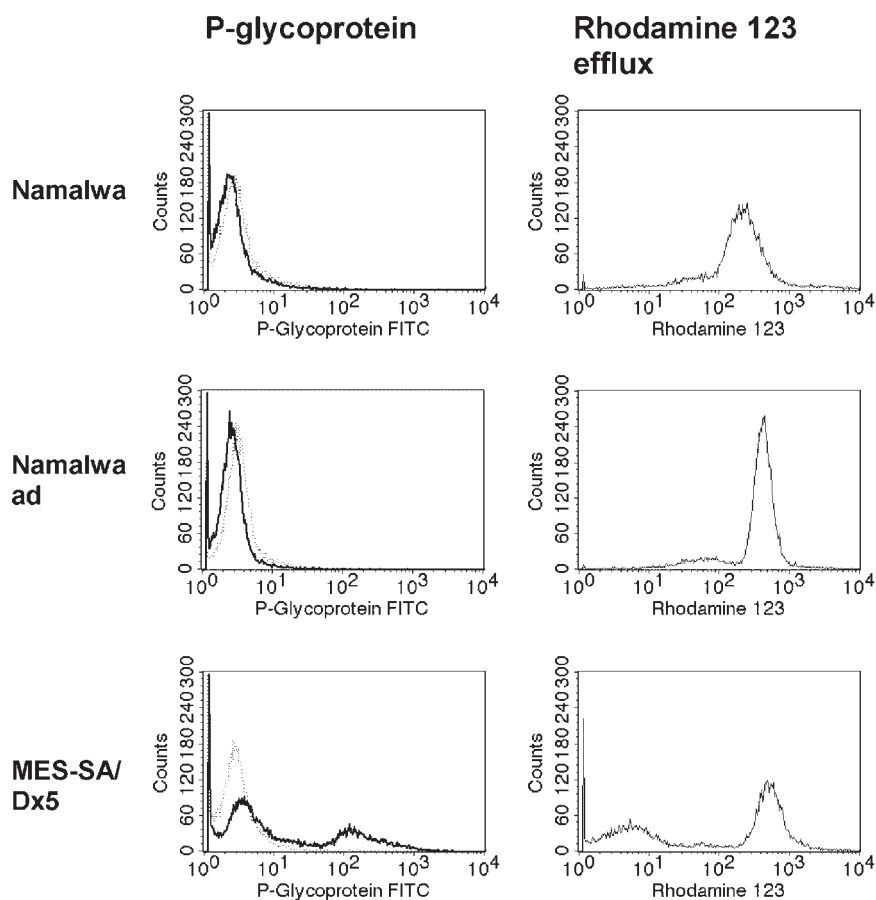 P-glycoprotein
Rhodamine 123
efflux
Namalwa
Counts
0 60 120 180 240 300
10^0 10^1 10^2 10^3 10^4
P-Glycoprotein FITC
Counts
0 60 120 180 240 300
10^0 10^1 10^2 10^3 10^4
Rhodamine 123
Namalwa
ad
Counts
0 60 120 180 240 300
10^0 10^1 10^2 10^3 10^4
P-Glycoprotein FITC
Counts
0 60 120 180 240 300
10^0 10^1 10^2 10^3 10^4
Rhodamine 123
MES-SA/
Dx5
Counts
0 60 120 180 240 300
10^0 10^1 10^2 10^3 10^4
P-Glycoprotein FITC
Counts
0 60 120 180 240 300
10^0 10^1 10^2 10^3 10^4
Rhodamine 123